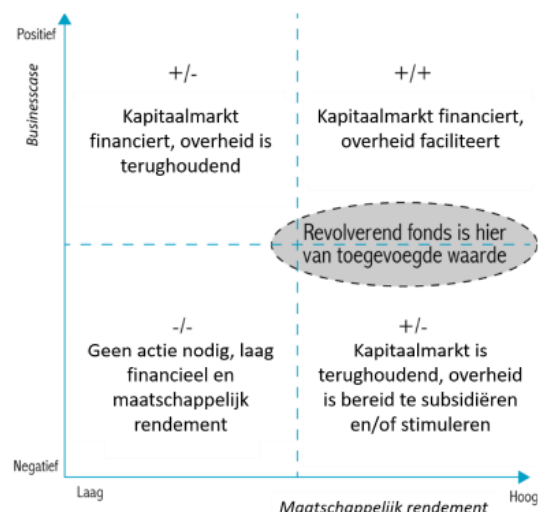 Positief
Businesscase
+/-
Kapitaalmarkt
financiert, overheid is
terughoudend
+/+
Kapitaalmarkt financiert,
overheid faciliteert
Revolverend fonds is hier
van toegevoegde waarde
-/-
Geen actie nodig, laag
financieel en
maatschappelijk
rendement
+/-
Kapitaalmarkt is
terughoudend, overheid
is bereid te subsidiëren
en/of stimuleren
Negatief
Laag
Maatschappelijk rendement
Hoog